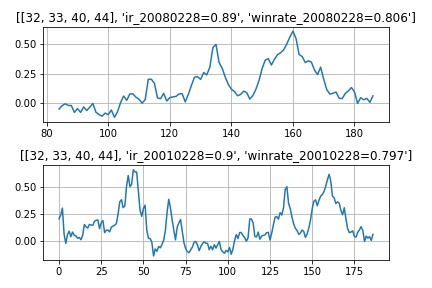 [[32, 33, 40, 44], 'ir_20080228=0.89', 'winrate_20080228=0.806']
0.50
0.25
0.00
80 100 120 140 160 180
[[32, 33, 40, 44], 'ir_20010228=0.9', 'winrate_20010228=0.797']
0.50
0.25
0.00
0 25 50 75 100 125 150 175